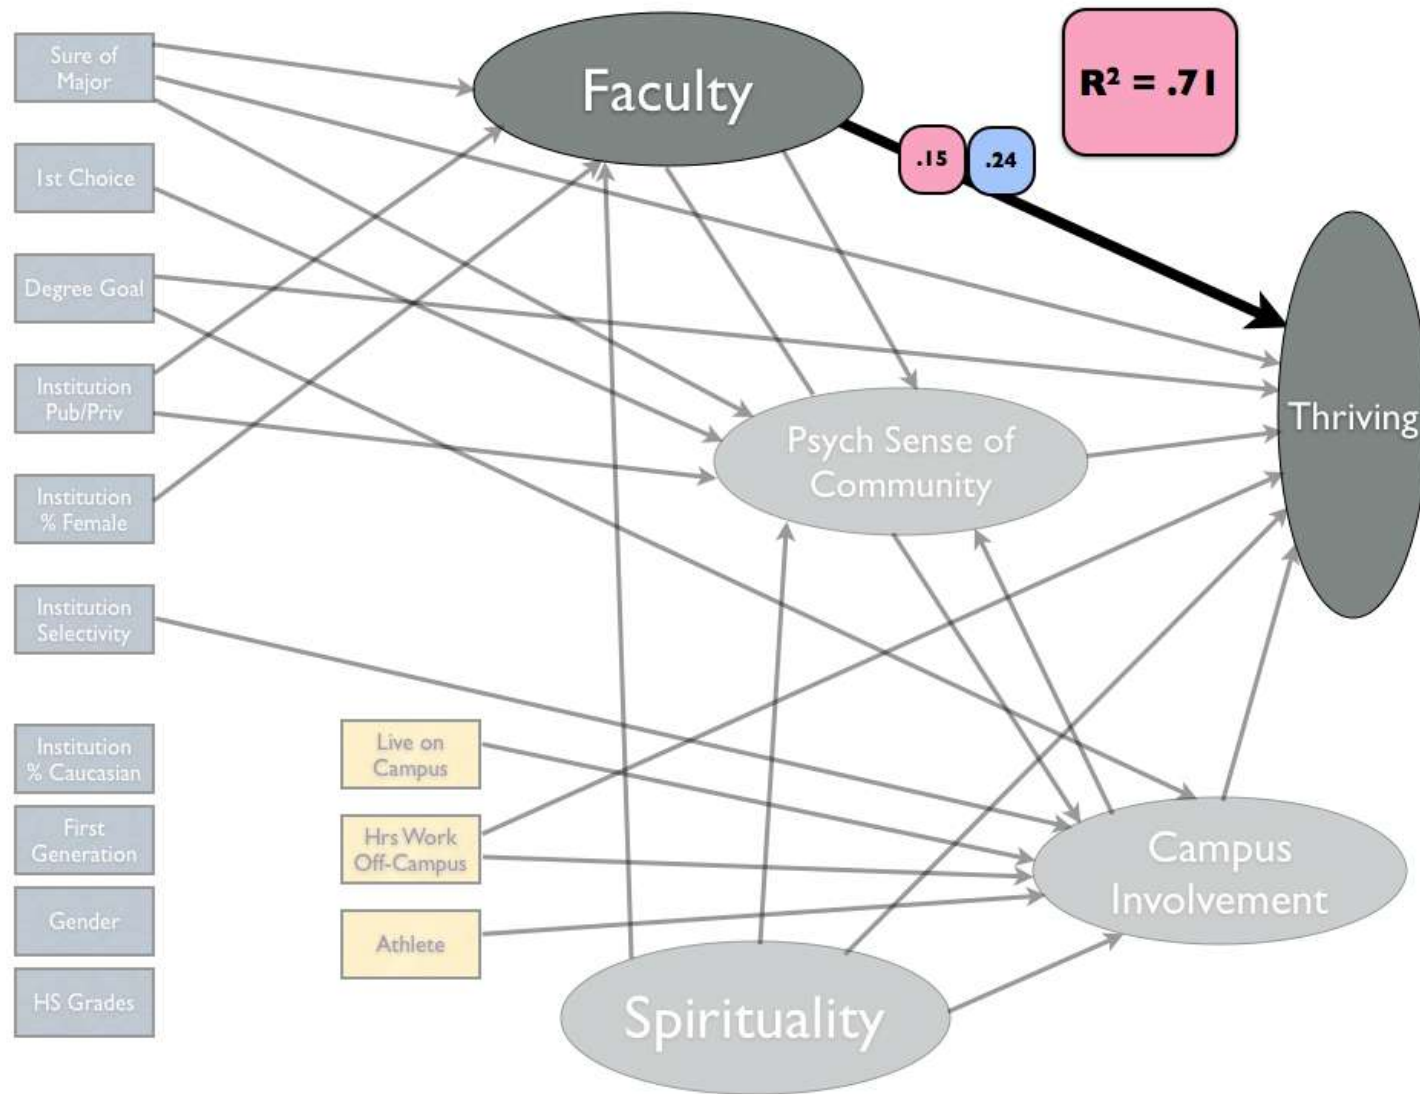 Sure of
Major
Faculty
R² = .71
.15
.24
1st Choice
Degree Goal
Institution
Pub/Priv
Thriving
Psych Sense of
Community
Institution
% Female
Institution
Selectivity
Institution
% Caucasian
Live on
Campus
First
Generation
Hrs Work
Off-Campus
Campus
Involvement
Gender
Athlete
HS Grades
Spirituality